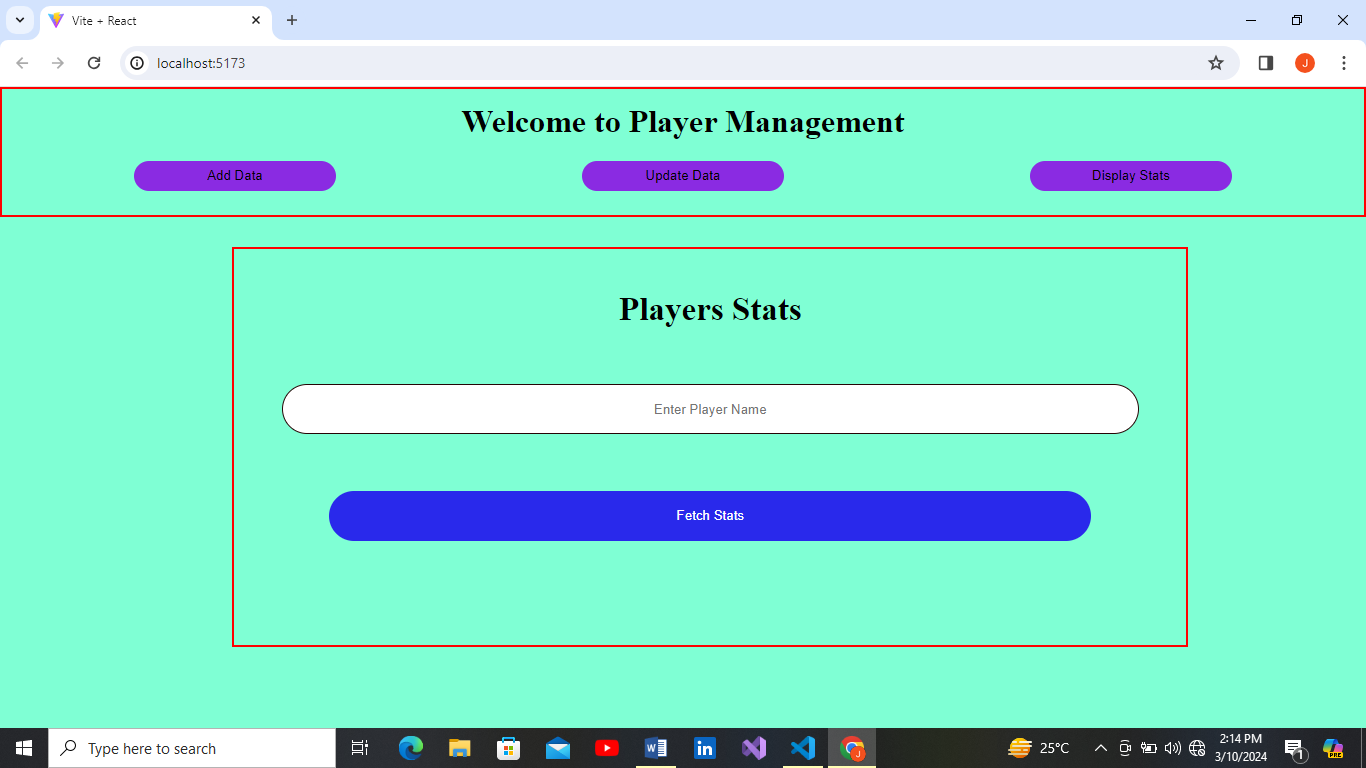 Vite + React
localhost:5173
J
Welcome to Player Management
Add Data
Update Data
Display Stats
Players Stats
Enter Player Name
Fetch Stats
Type here to search
J
25°C
2:14 PM
3/10/2024
1
PRE